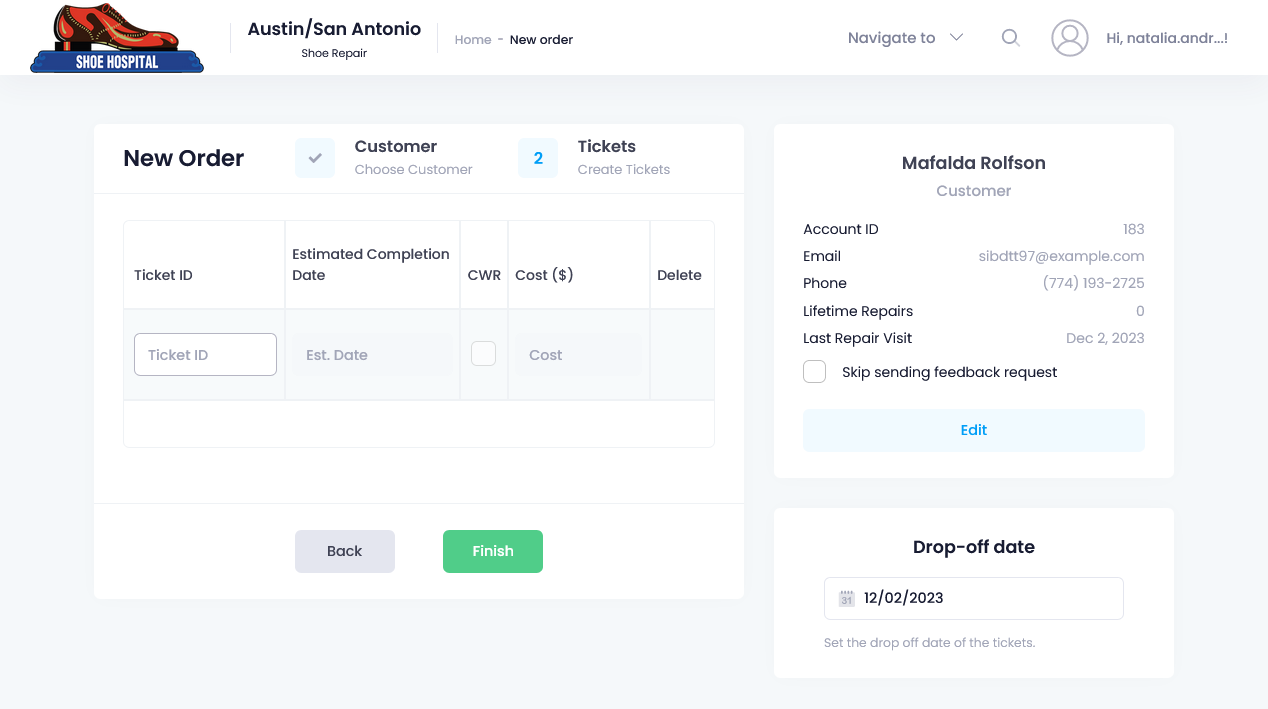 SHOE HOSPITAL
Austin/San Antonio
Shoe Repair
Home - New order
Navigate to
Hi, natalia.andr...!
New Order
Customer
Choose Customer
2
Tickets
Create Tickets
Ticket ID
Estimated Completion
Date
CWR
Cost ($)
Delete
Ticket ID
Est. Date
Cost
Back
Finish
Mafalda Rolfson
Customer
Account ID 183
Email sibdtt97@example.com
Phone (774) 193-2725
Lifetime Repairs 0
Last Repair Visit Dec 2, 2023
Skip sending feedback request
Edit
Drop-off date
31 12/02/2023
Set the drop off date of the tickets.